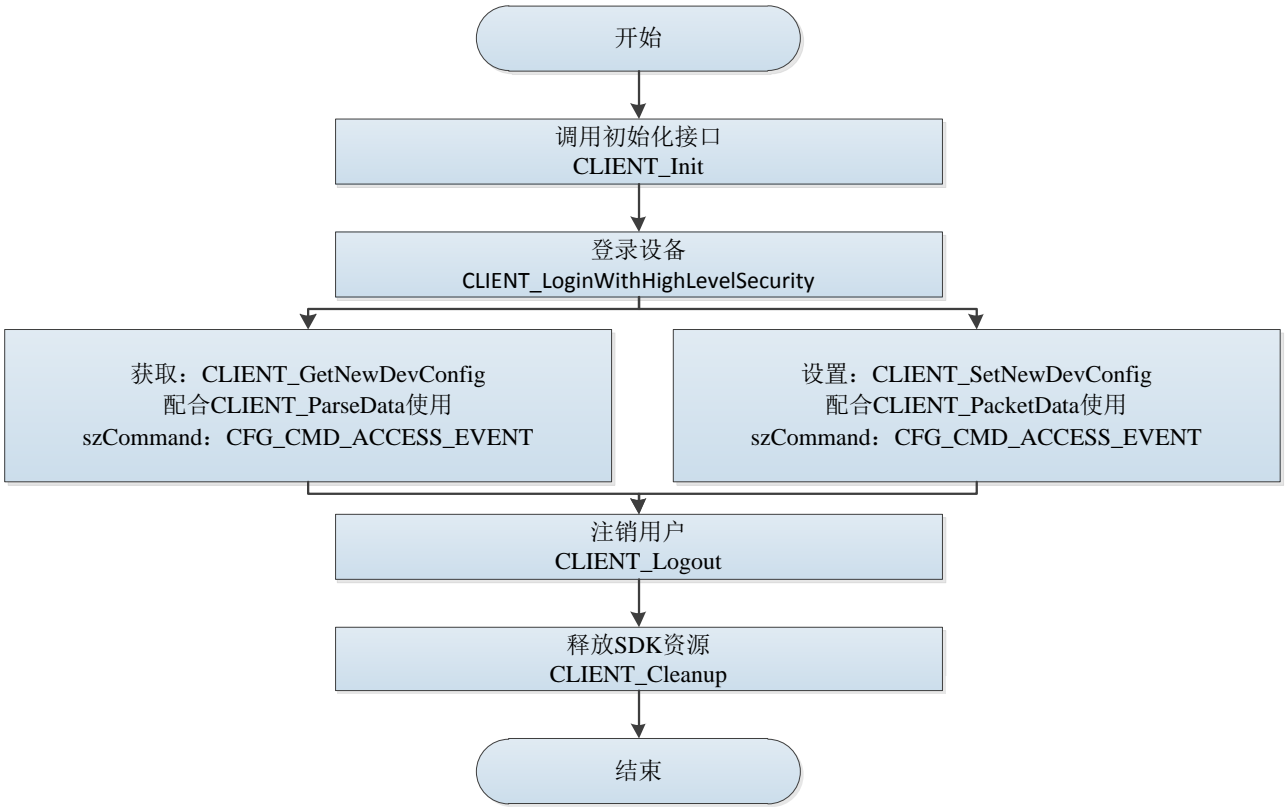 开始
调用初始化接口
CLIENT_Init
登录设备
CLIENT_LoginWithHighLevelSecurity
获取：CLIENT_GetNewDevConfig
配合CLIENT_ParseData使用
szCommand：CFG_CMD_ACCESS_EVENT
设置：CLIENT_SetNewDevConfig
配合CLIENT_PacketData使用
szCommand：CFG_CMD_ACCESS_EVENT
注销用户
CLIENT_Logout
释放SDK资源
CLIENT_Cleanup
结束